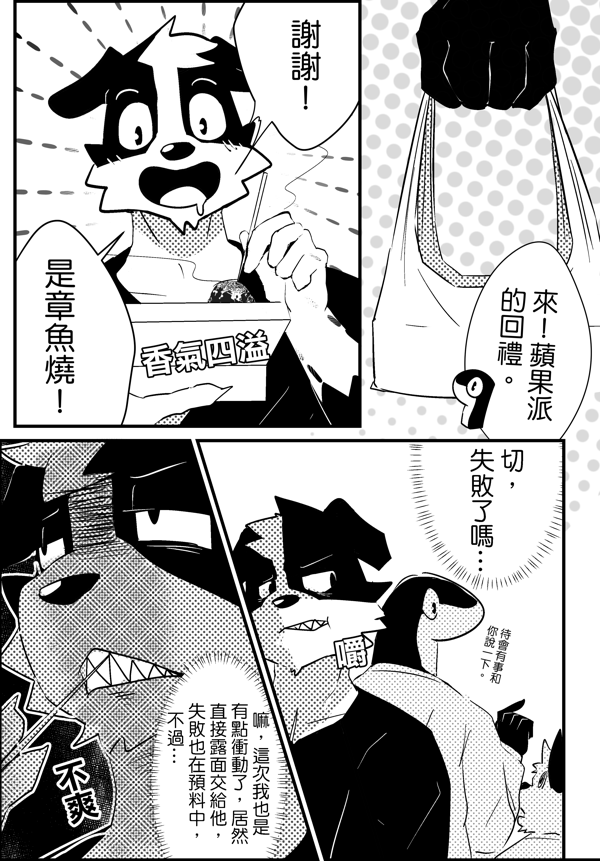 來！蘋果派
的回禮。
謝謝！
是章魚燒！
香氣四溢
切，
失敗了嗎…
待會有事和
你說一下。
嚼
嘛，這次我也是
有點衝動了，居然
直接露面交給他，
失敗也在預料中，
不過…
不爽